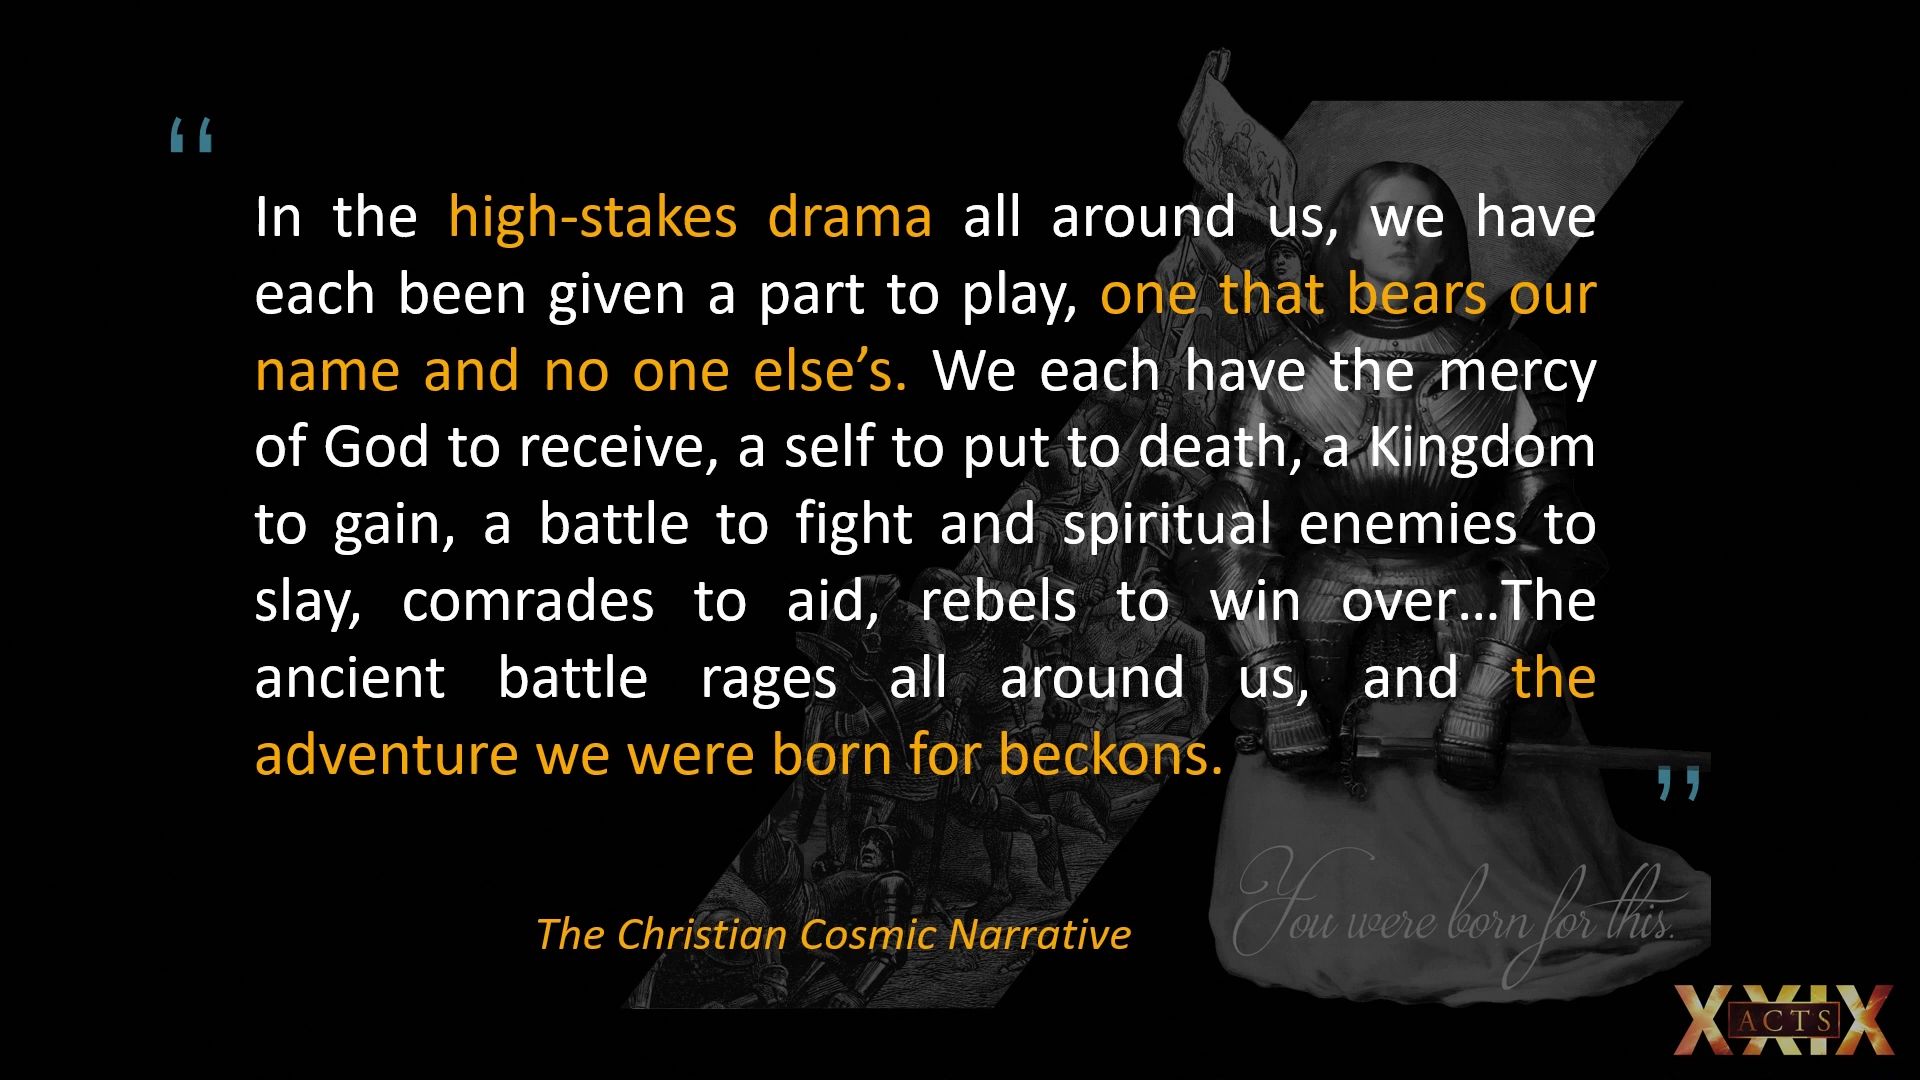 “
In the high-stakes drama all around us, we have
each been given a part to play, one that bears our
name and no one else’s. We each have the mercy
of God to receive, a self to put to death, a Kingdom
to gain, a battle to fight and spiritual enemies to
slay, comrades to aid, rebels to win over…The
ancient battle rages all around us, and the
adventure we were born for beckons.
”
You were born for this.
The Christian Cosmic Narrative
XXIX
ACTS